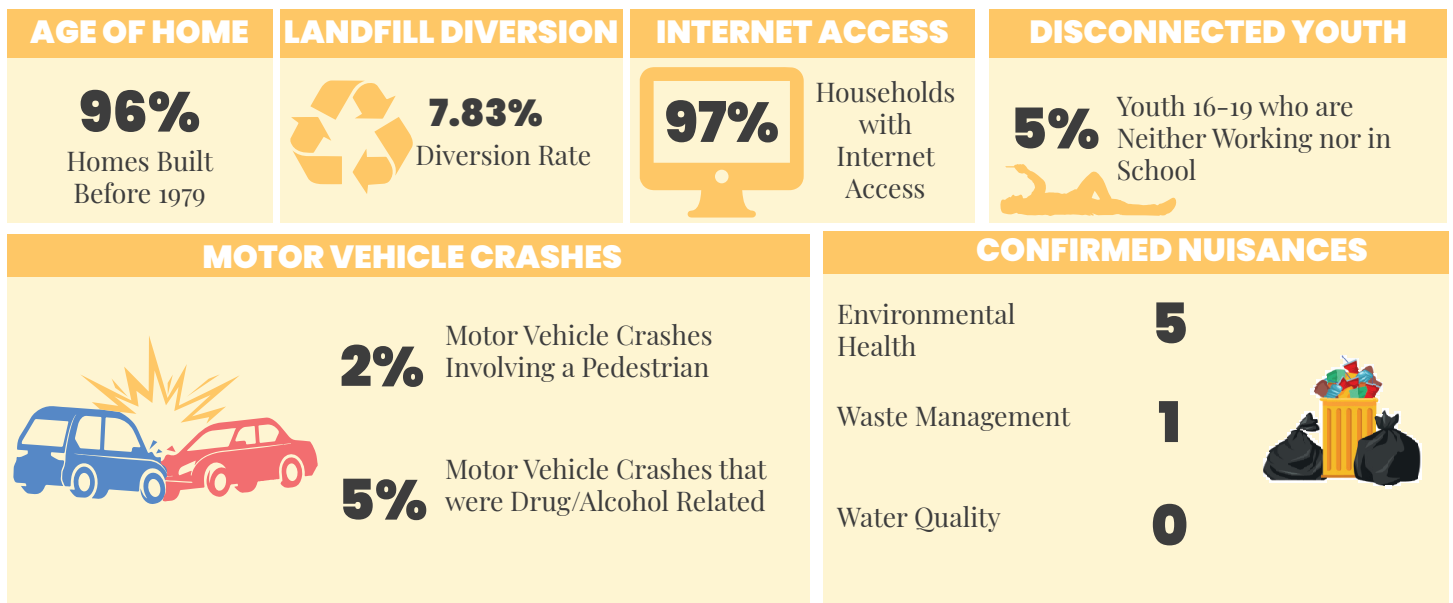 AGE OF HOME
96%
Homes Built
Before 1979
LANDFILL DIVERSION
7.83%
Diversion Rate
INTERNET ACCESS
97%
Households
with
Internet
Access
DISCONNECTED YOUTH
5%
Youth 16-19 who are
Neither Working nor in
School
MOTOR VEHICLE CRASHES
2%
Motor Vehicle Crashes
Involving a Pedestrian
5%
Motor Vehicle Crashes that
were Drug/Alcohol Related
CONFIRMED NUISANCES
Environmental
Health
5
Waste Management
1
Water Quality
0